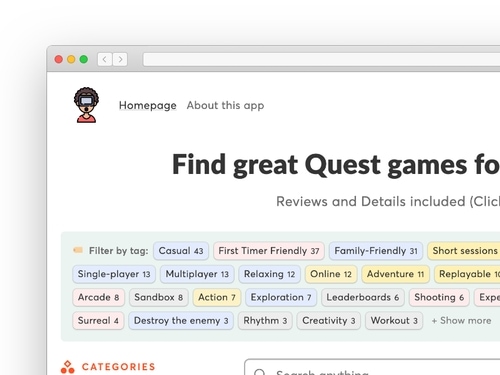 Homepage About this app
Find great Quest games fo
Reviews and Details included (Clic
Filter by tag: Casual 43 First Timer Friendly 37 Family-Friendly 31 Short sessions
Single-player 13 Multiplayer 13 Relaxing 12 Online 12 Adventure 11 Replayable 10
Arcade 8 Sandbox 8 Action 7 Exploration 7 Leaderboards 6 Shooting 6 Expe
Surreal 4 Destroy the enemy 3 Rhythm 3 Creativity 3 Workout 3 + Show more
CATEGORIES
Search anything